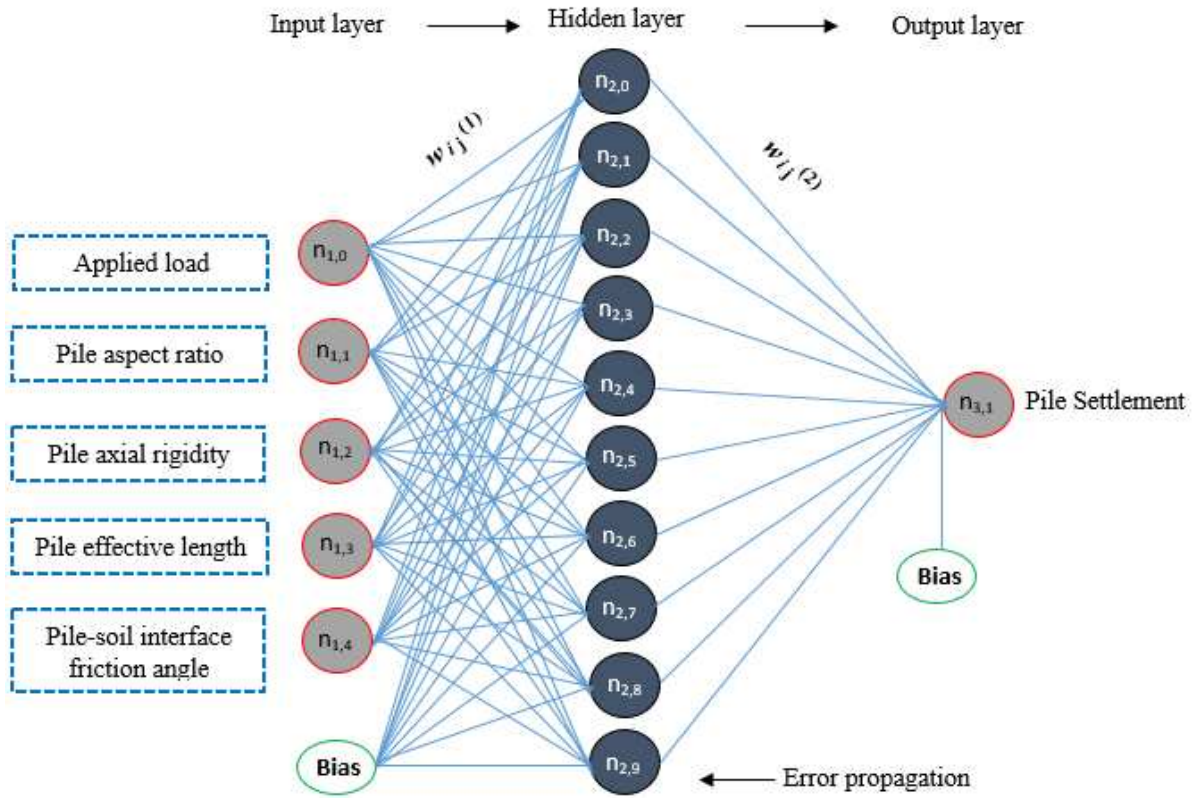 Input layer
Hidden layer
Output layer
n2,0
w i j (1)
n2,1
w i j (2)
n2,2
Applied load
n1,0
n2,3
Pile aspect ratio
n1,1
n2,4
n3,1
Pile Settlement
Pile axial rigidity
n1,2
n2,5
Pile effective length
n1,3
n2,6
Bias
n2,7
Pile-soil interface
friction angle
n1,4
n2,8
Bias
n2,9
Error propagation